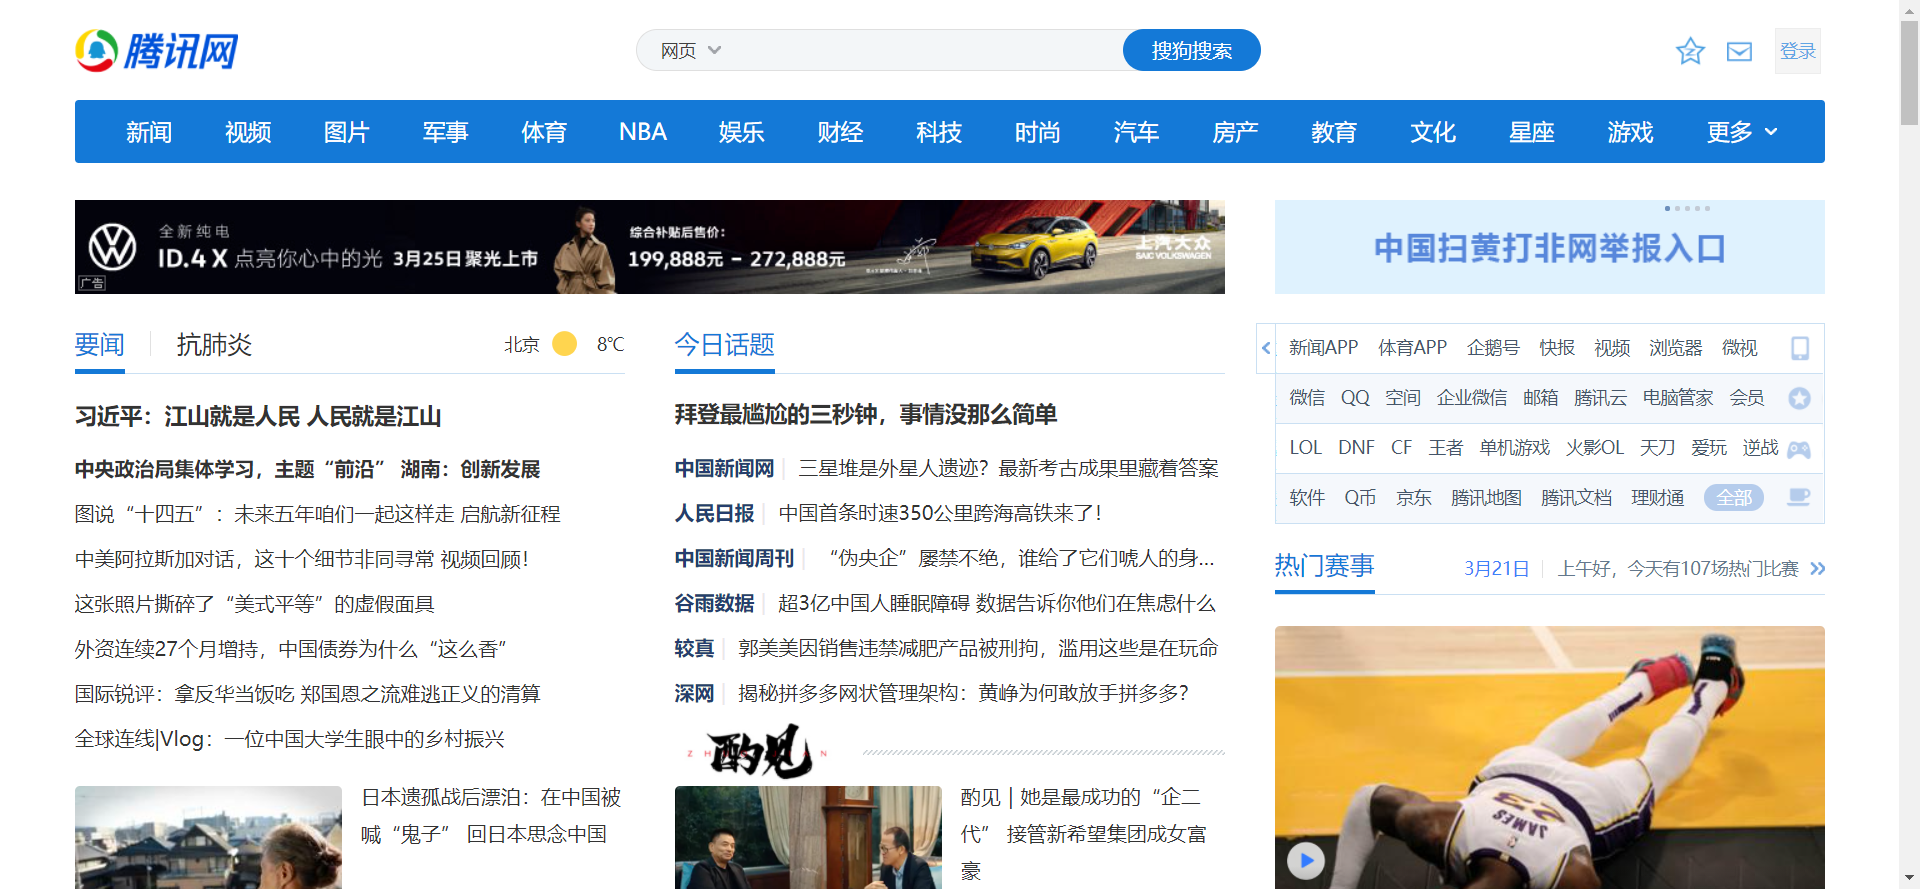 腾讯网
网页
搜狗搜索
登录
新闻 视频 图片 军事 体育 NBA 娱乐 财经 科技 时尚 汽车 房产 教育 文化 星座 游戏 更多
全新纯电
ID.4 X 点亮你心中的光 3月25日聚光上市
综合补贴后售价：
199,888元 – 272,888元
上汽大众
SAIC VOLKSWAGEN
广告
中国扫黄打非网举报入口
要闻 抗肺炎 北京 8℃
习近平：江山就是人民 人民就是江山
中央政治局集体学习，主题“前沿” 湖南：创新发展
图说“十四五”：未来五年咱们一起这样走 启航新征程
中美阿拉斯加对话，这十个细节非同寻常 视频回顾！
这张照片撕碎了“美式平等”的虚假面具
外资连续27个月增持，中国债券为什么“这么香”
国际锐评：拿反华当饭吃 郑国恩之流难逃正义的清算
全球连线|Vlog：一位中国大学生眼中的乡村振兴
日本遗孤战后漂泊：在中国被
喊“鬼子” 回日本思念中国
今日话题
拜登最尴尬的三秒钟，事情没那么简单
中国新闻网 三星堆是外星人遗迹？最新考古成果里藏着答案
人民日报 中国首条时速350公里跨海高铁来了！
中国新闻周刊 “伪央企”屡禁不绝，谁给了它们唬人的身...
谷雨数据 超3亿中国人睡眠障碍 数据告诉你他们在焦虑什么
较真 郭美美因销售违禁减肥产品被刑拘，滥用这些是在玩命
深网 揭秘拼多多网状管理架构：黄峥为何敢放手拼多多？
酌见
酌见 | 她是最成功的“企二
代” 接管新希望集团成女富
豪
新闻APP 体育APP 企鹅号 快报 视频 浏览器 微视
微信 QQ 空间 企业微信 邮箱 腾讯云 电脑管家 会员
LOL DNF CF 王者 单机游戏 火影OL 天刀 爱玩 逆战
软件 Q币 京东 腾讯地图 腾讯文档 理财通 全部
热门赛事 3月21日 上午好，今天有107场热门比赛
JAMES
23